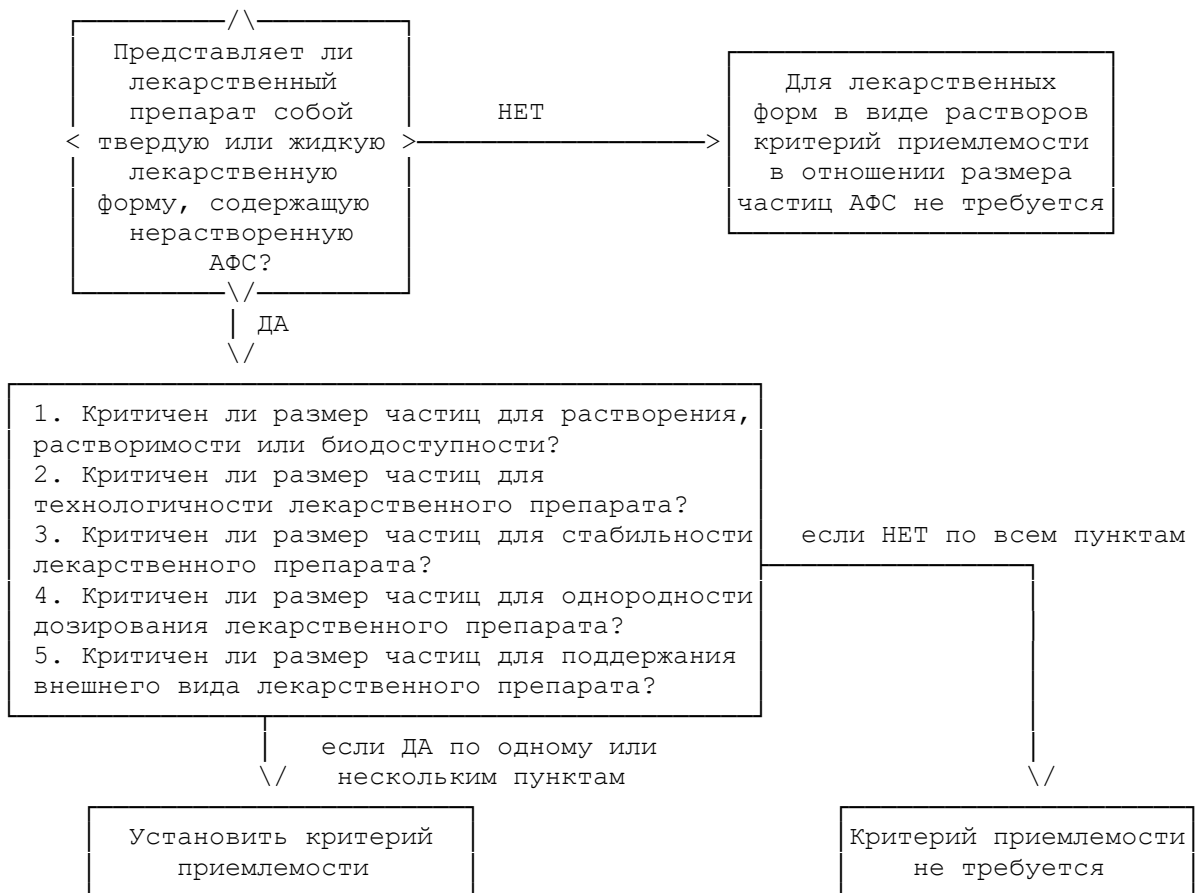 Представляет ли
лекарственный
препарат собой
твердую или жидкую
лекарственную
форму, содержащую
нерастворенную
АФС?
НЕТ
Для лекарственных
форм в виде растворов
критерий приемлемости
в отношении размера
частиц АФС не требуется
ДА
1. Критичен ли размер частиц для растворения,
растворимости или биодоступности?
2. Критичен ли размер частиц для
технологичности лекарственного препарата?
3. Критичен ли размер частиц для стабильности
лекарственного препарата?
4. Критичен ли размер частиц для однородности
дозирования лекарственного препарата?
5. Критичен ли размер частиц для поддержания
внешнего вида лекарственного препарата?
если НЕТ по всем пунктам
если ДА по одному или
нескольким пунктам
Установить критерий
приемлемости
Критерий приемлемости
не требуется